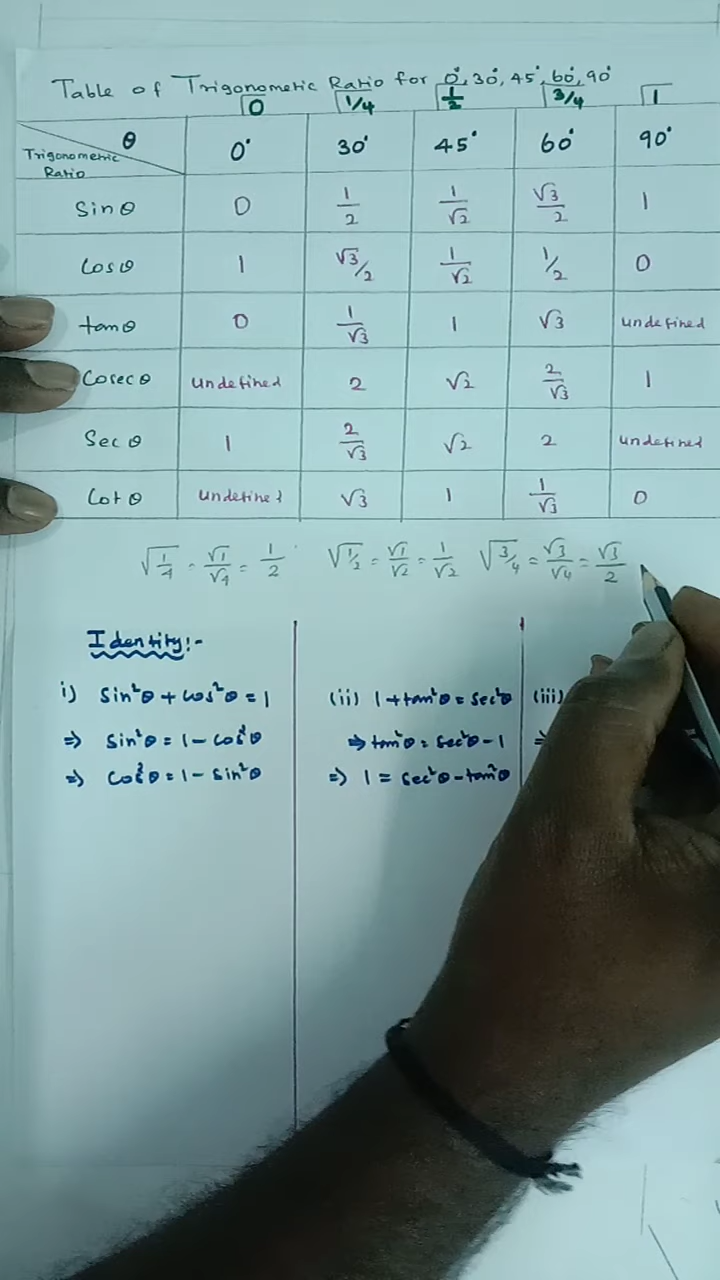 Table of Trigonometric Ratio for 0°, 30°, 45°, 60°, 90°
√0 √1/4 √1/2 √3/4 √1
θ
Trigonometric Ratio 0° 30° 45° 60° 90°
Sinθ 0 1/2 1/√2 √3/2 1
Cosθ 1 √3/2 1/√2 1/2 0
tanθ 0 1/√3 1 √3 undefined
Cosecθ undefined 2 √2 2/√3 1
Secθ 1 2/√3 √2 2 undefined
Cotθ undefined √3 1 1/√3 0
√1/4 = √1/√4 = 1/2 √1/2 = √1/√2 = 1/√2 √3/4 = √3/√4 = √3/2
Identity:-
i) Sin²θ + Cos²θ = 1
⇒ Sin²θ = 1 - Cos²θ
⇒ Cos²θ = 1 - Sin²θ
(ii) 1 + tan²θ = Sec²θ
⇒ tan²θ = Sec²θ - 1
⇒ 1 = Sec²θ - tan²θ
(iii)
⇒